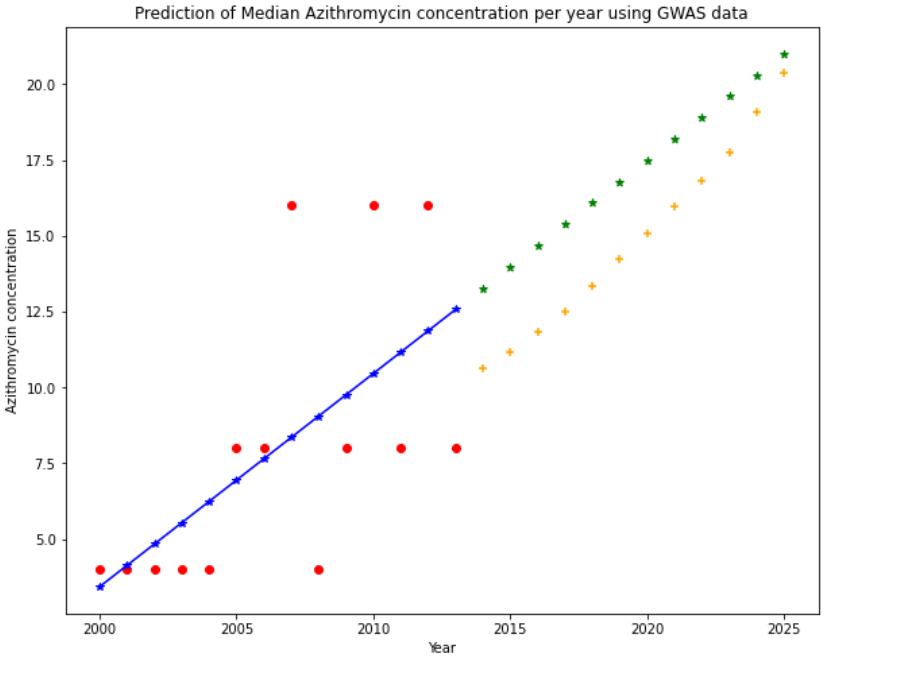 Prediction of Median Azithromycin concentration per year using GWAS data
Azithromycin concentration
20.0
17.5
15.0
12.5
10.0
7.5
5.0
2000 2005 2010 2015 2020 2025
Year